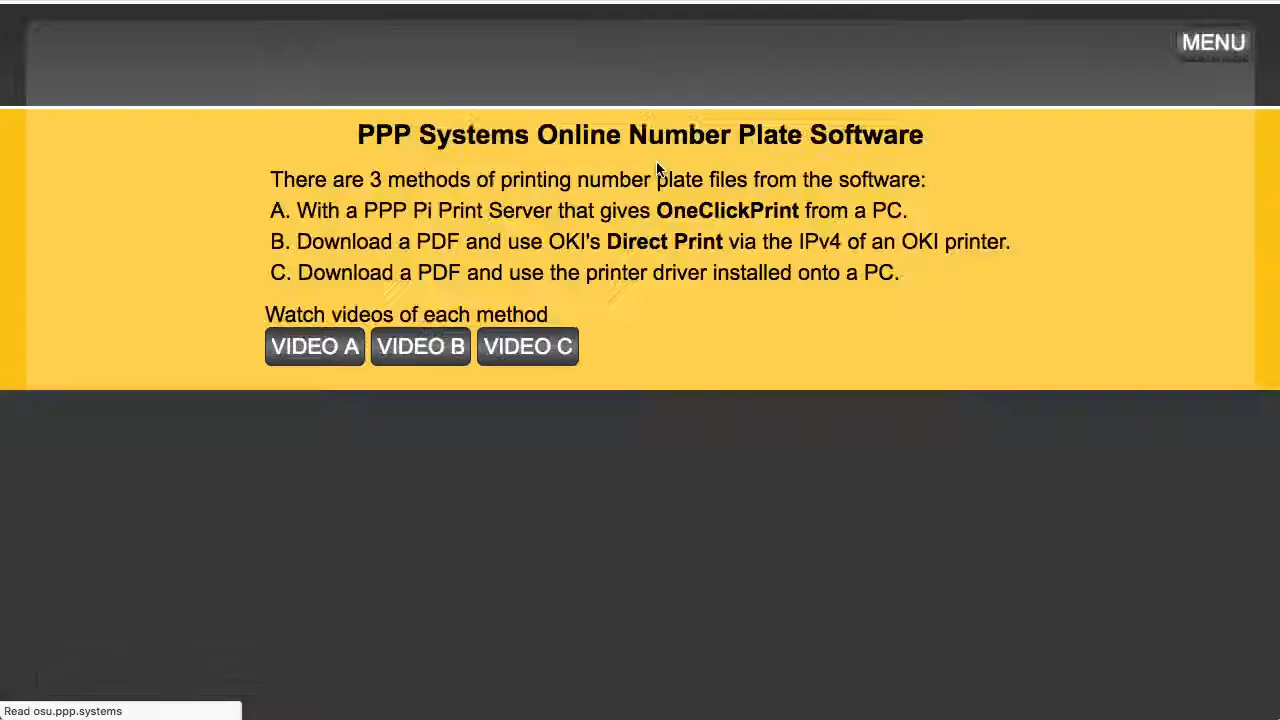 MENU
PPP Systems Online Number Plate Software
There are 3 methods of printing number plate files from the software:
A. With a PPP Pi Print Server that gives OneClickPrint from a PC.
B. Download a PDF and use OKI's Direct Print via the IPv4 of an OKI printer.
C. Download a PDF and use the printer driver installed onto a PC.
Watch videos of each method
VIDEO A VIDEO B VIDEO C
Read osu.ppp.systems